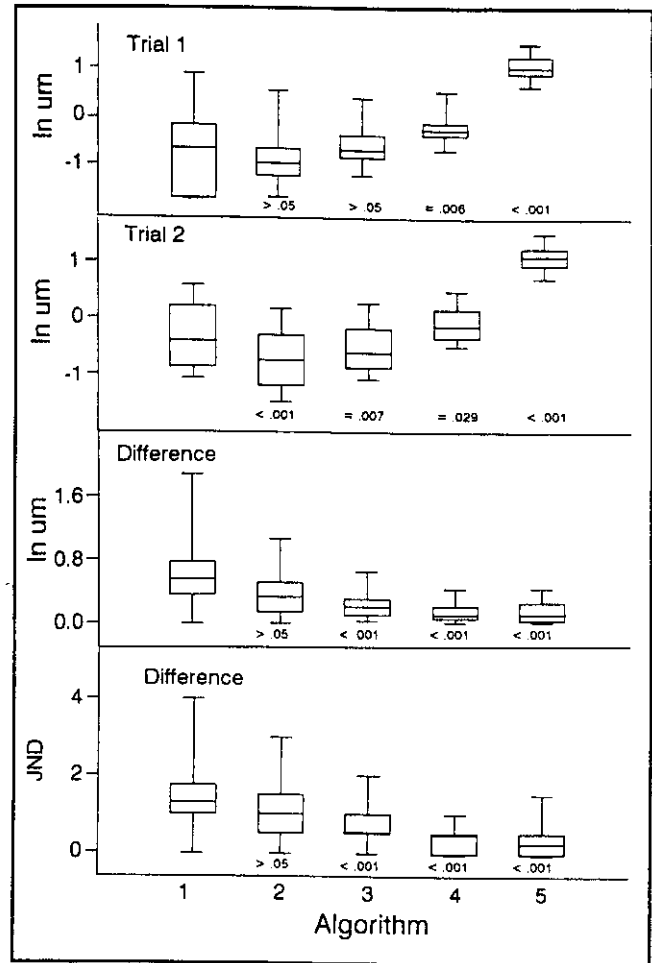 Trial 1
ln um
1
0
-1
> .05 > .05 = .006 < .001
Trial 2
ln um
1
0
-1
< .001 = .007 = .029 < .001
Difference
ln um
1.6
0.8
0.0
> .05 < .001 < .001 < .001
Difference
JND
4
2
0
> .05 < .001 < .001 < .001
1 2 3 4 5
Algorithm